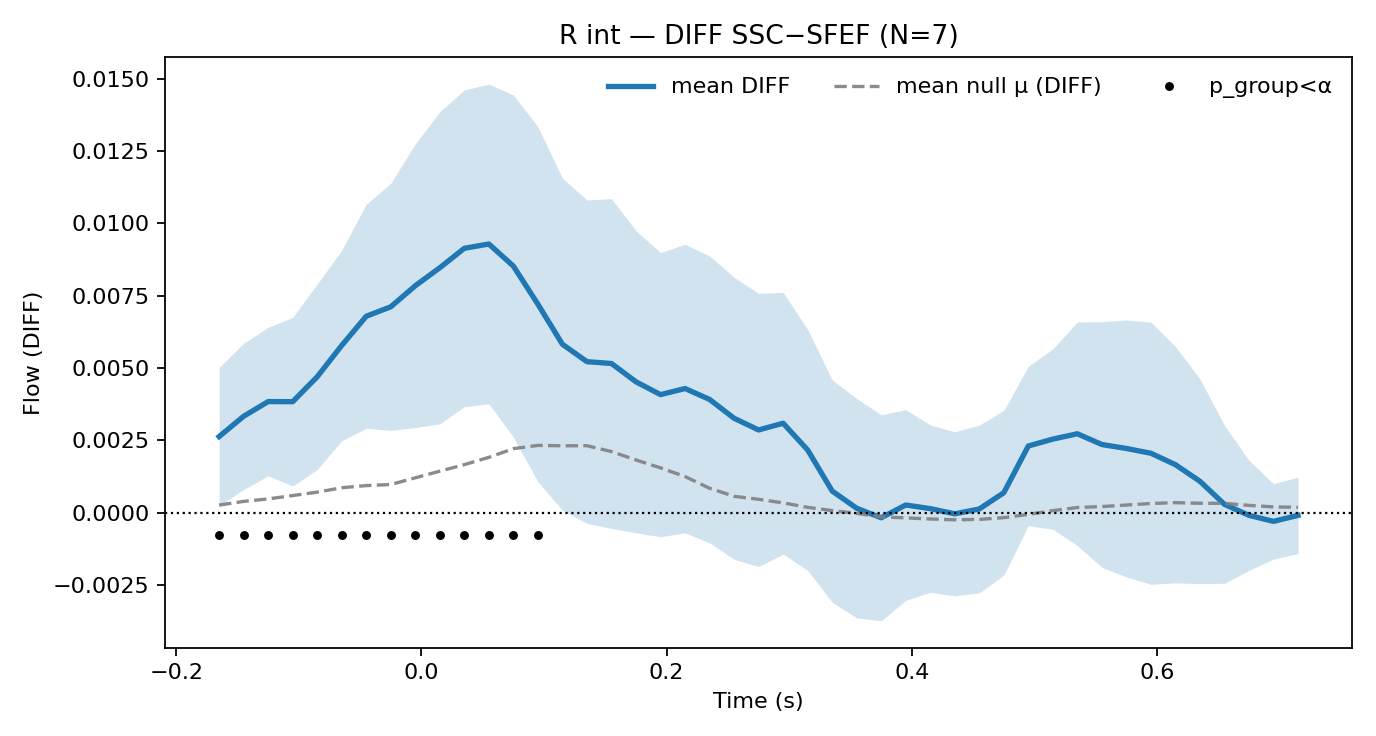 R int — DIFF SSC−SFEF (N=7)
mean DIFF
mean null μ (DIFF)
p_group<α
0.0150
0.0125
0.0100
0.0075
0.0050
0.0025
0.0000
−0.0025
Flow (DIFF)
−0.2
0.0
0.2
0.4
0.6
Time (s)